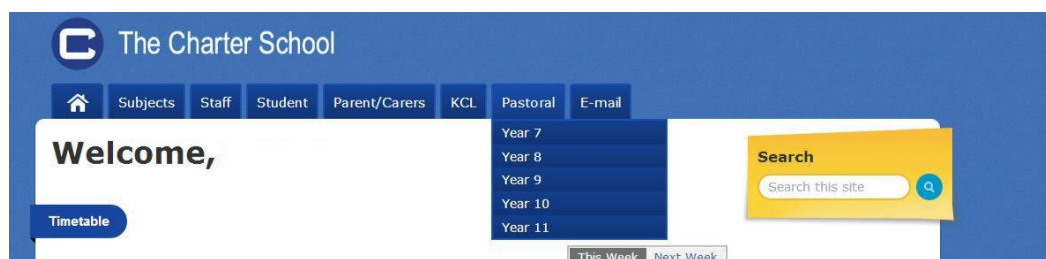 The Charter School
Subjects Staff Student Parent/Carers KCL Pastoral E-mail
Year 7
Year 8
Year 9
Year 10
Year 11
Welcome,
Search
Search this site
Timetable
This Week Next Week